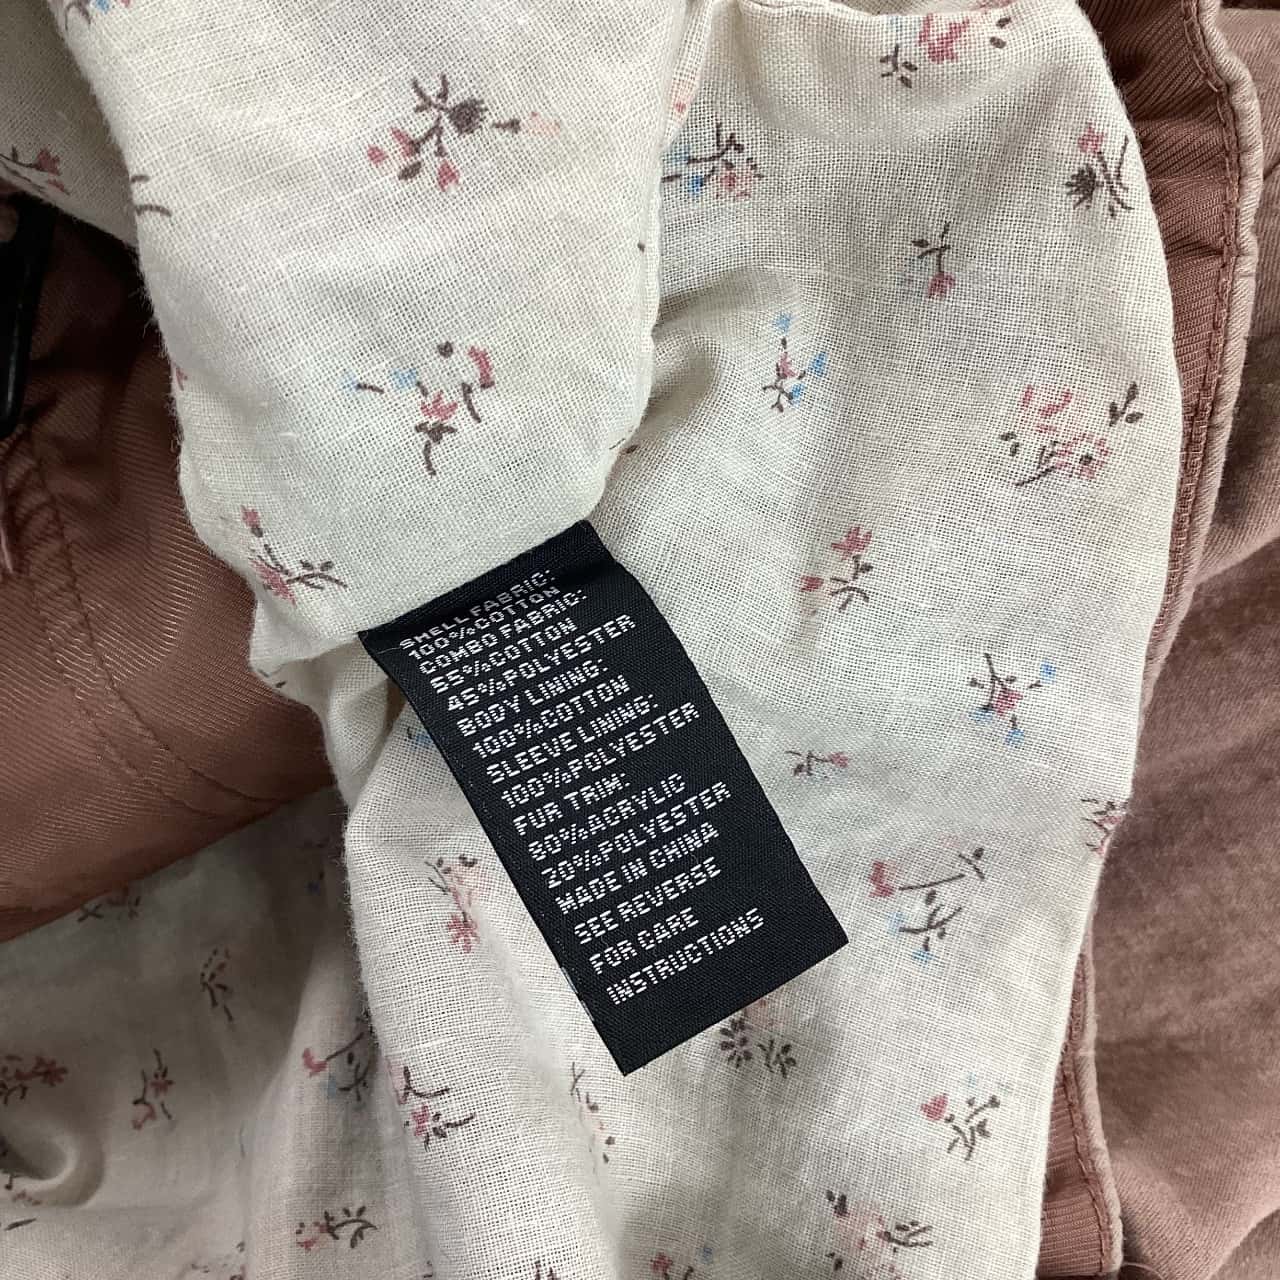 SHELL FABRIC:
100%COTTON
COMBO FABRIC:
55%COTTON
45%POLYESTER
BODY LINING:
100%COTTON
SLEEVE LINING:
100%POLYESTER
FUR TRIM:
80%ACRYLIC
20%POLYESTER
MADE IN CHINA
SEE REVERSE
FOR CARE
INSTRUCTIONS